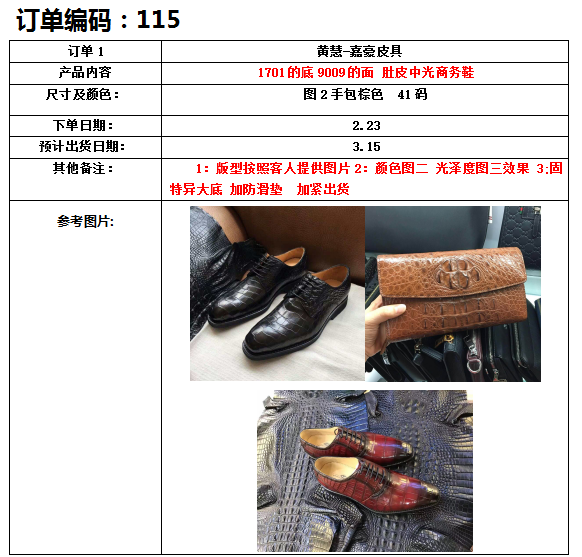 订单编码：115
订单1 黄慧-嘉豪皮具
产品内容 1701的底9009的面 肚皮中光商务鞋
尺寸及颜色： 图2手包棕色 41码
下单日期： 2.23
预计出货日期： 3.15
其他备注： 1：版型按照客人提供图片2：颜色图二 光泽度图三效果 3;固
特异大底 加防滑垫 加紧出货
参考图片: